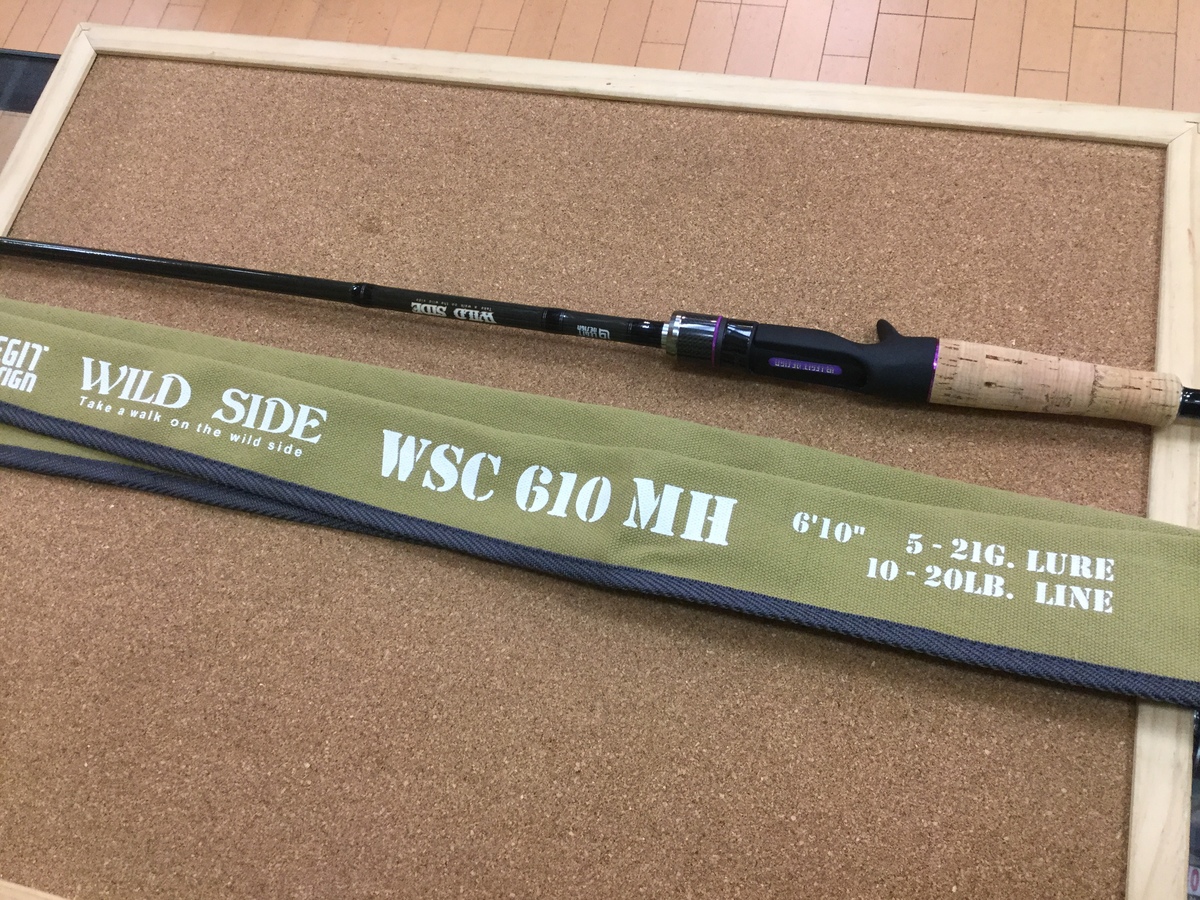 WILD SIDE
WILD SIDE
Take a walk on the wild side
WSC 610 MH
6'10"
5 - 21G. LURE
10 - 20LB. LINE